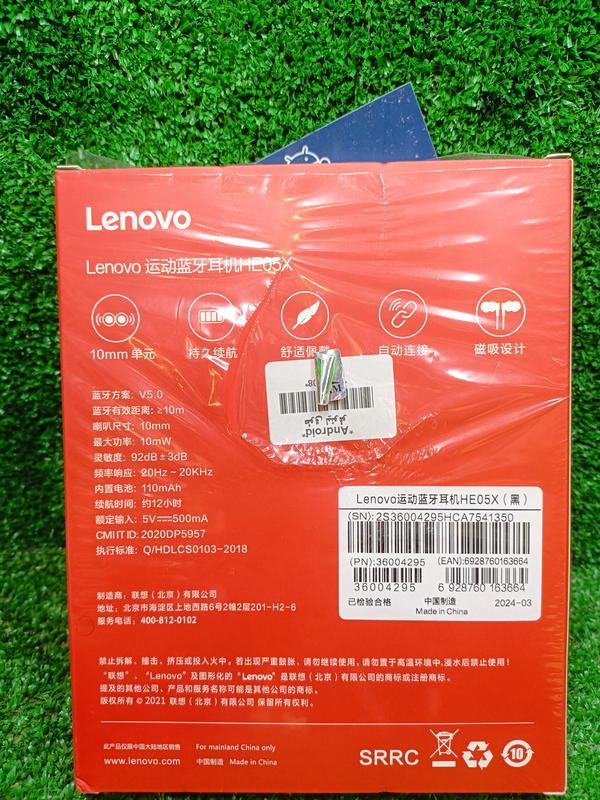 Lenovo
Lenovo 运动蓝牙耳机HE05X
10mm 单元
持久续航
舒适佩戴
自动连接
磁吸设计
蓝牙方案: V5.0
蓝牙有效距离: ≥10m
喇叭尺寸: 10mm
最大功率: 10mW
灵敏度: 92dB±3dB
频率响应: 20Hz～20KHz
内置电池: 110mAh
续航时间: 约12小时
额定输入: 5V⎓500mA
CMIIT ID: 2020DP5957
执行标准: Q/HDLCS0103-2018
*Android*
طوق لينوفو
Lenovo运动蓝牙耳机HE05X（黑）
(SN): 2S36004295HCA7541350
(PN): 36004295
(EAN):6928760163664
36004295
6 928760 163664
已检验合格
中国制造
Made in China
2024-03
制造商: 联想（北京）有限公司
地址: 北京市海淀区上地西路6号2幢2层201-H2-6
服务电话: 400-812-0102
禁止拆解、撞击、挤压或投入火中。若出现严重鼓胀，请勿继续使用，请勿置于高温环境中,浸水后禁止使用！
“联想”、“Lenovo”及图形化的“Lenovo”是联想（北京）有限公司的商标或注册商标。
提及的其他公司、产品和服务名称可能是其他公司的商标。
版权所有 © 2021 联想（北京）有限公司 保留所有权利。
此产品仅限中国大陆地区销售
For mainland China only
www.lenovo.com
中国制造 Made in China
SRRC
10